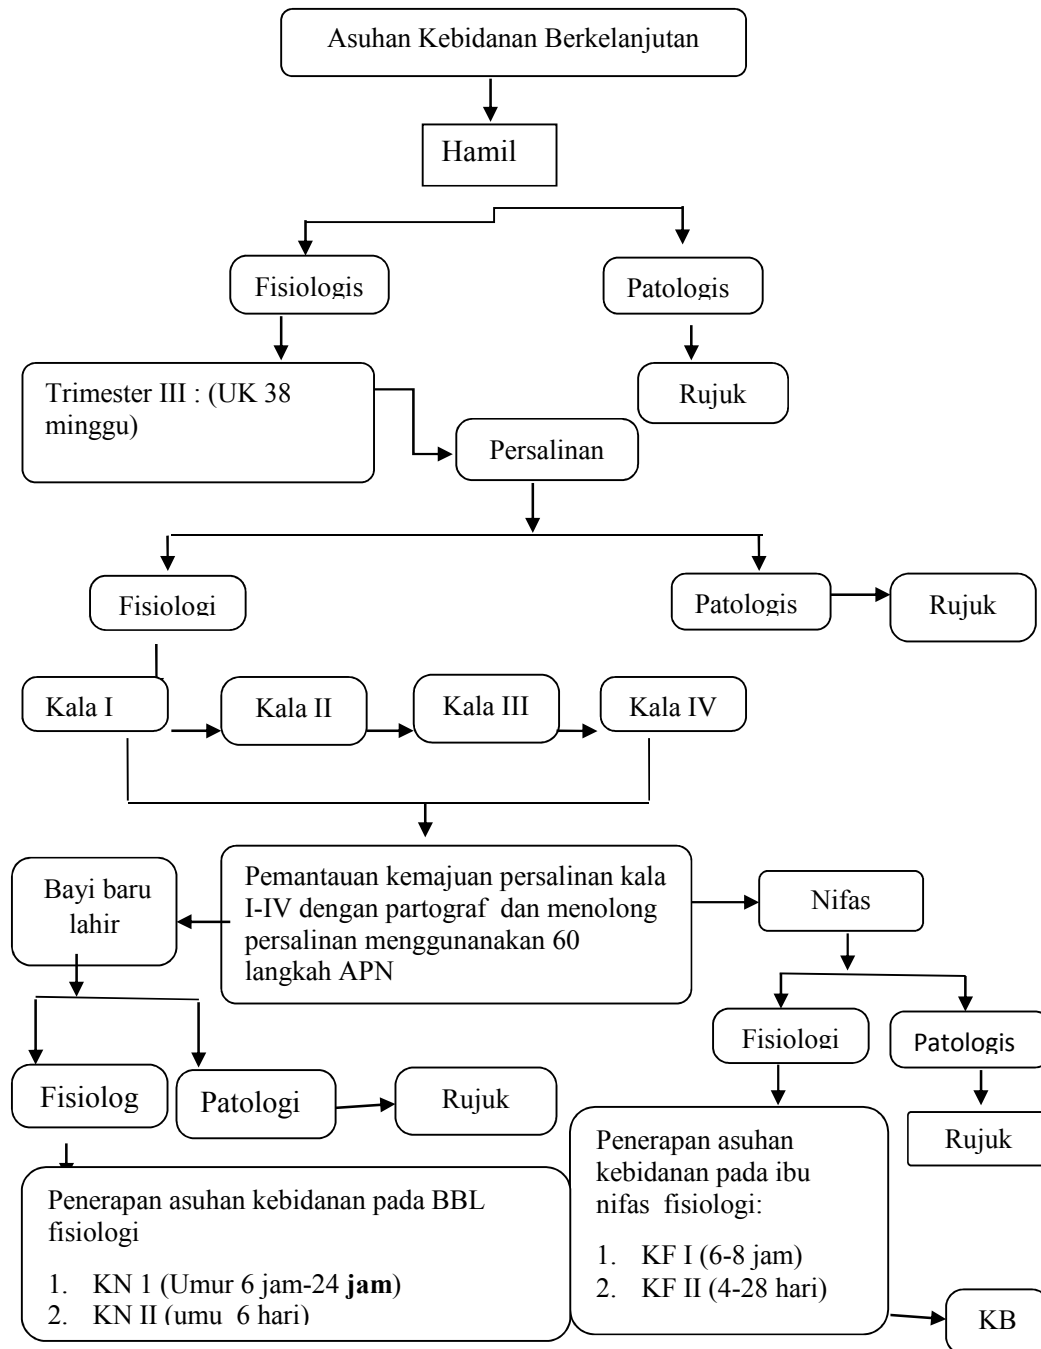 Asuhan Kebidanan Berkelanjutan
Hamil
Fisiologis
Patologis
Trimester III : (UK 38
minggu)
Rujuk
Persalinan
Fisiologi
Patologis
Rujuk
Kala I
Kala II
Kala III
Kala IV
Bayi baru
lahir
Pemantauan kemajuan persalinan kala
I-IV dengan partograf dan menolong
persalinan menggunanakan 60
langkah APN
Nifas
Fisiologi
Patologis
Fisiolog
Patologi
Rujuk
Rujuk
Penerapan asuhan
kebidanan pada ibu
nifas fisiologi:
1. KF I (6-8 jam)
2. KF II (4-28 hari)
Penerapan asuhan kebidanan pada BBL
fisiologi
1. KN 1 (Umur 6 jam-24 jam)
2. KN II (umu 6 hari)
KB